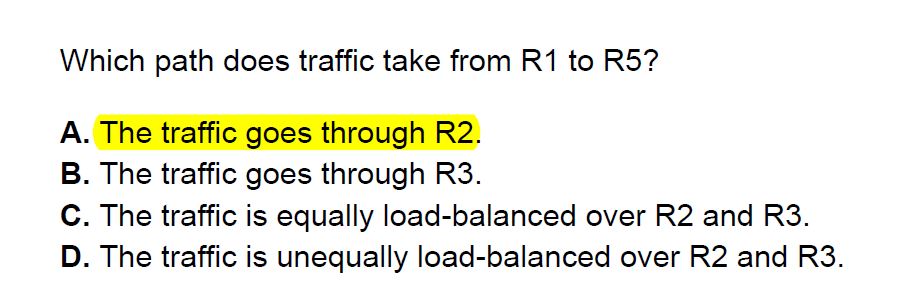 Which path does traffic take from R1 to R5?
A. The traffic goes through R2.
B. The traffic goes through R3.
C. The traffic is equally load-balanced over R2 and R3.
D. The traffic is unequally load-balanced over R2 and R3.